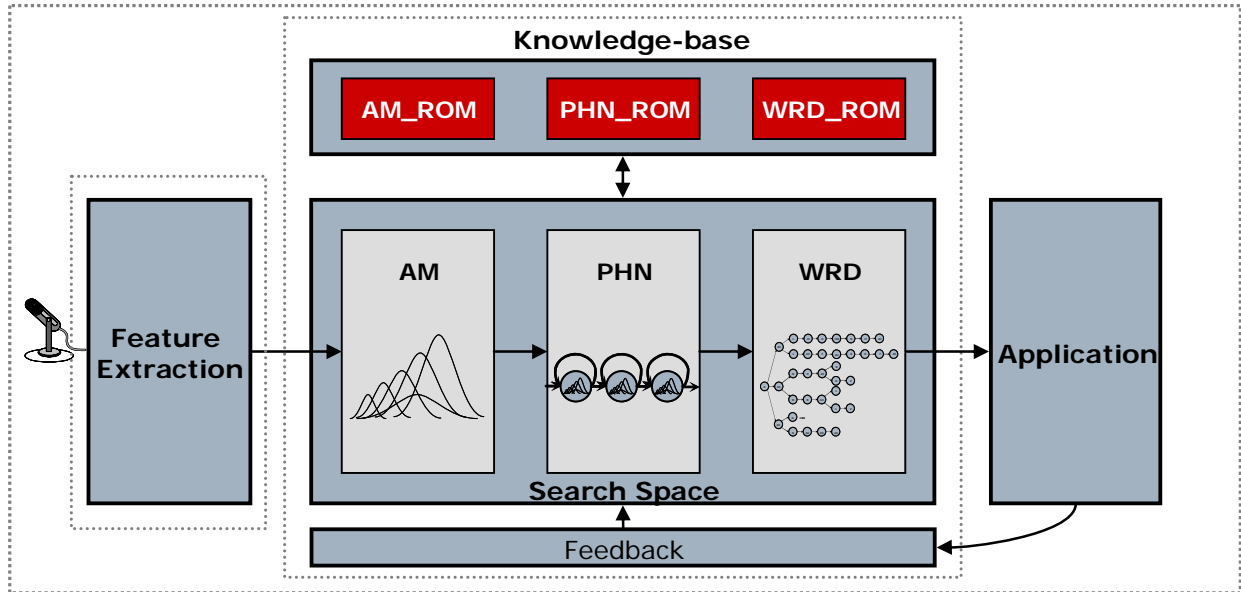 Knowledge-base
AM_ROM
PHN_ROM
WRD_ROM
AM
PHN
WRD
Feature
Extraction
Application
Search Space
Feedback